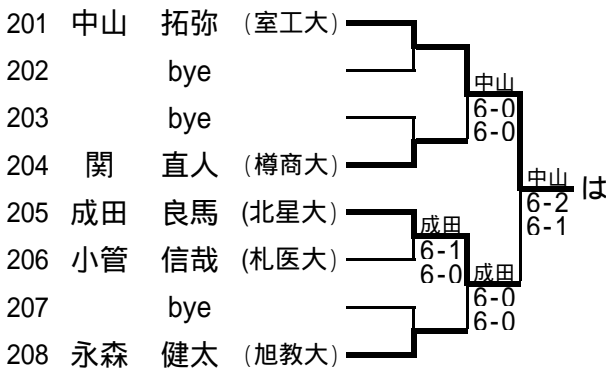 201 中山 拓弥 (室工大)
202 bye
中山
203 bye
6-0
6-0
204 関 直人 (樽商大)
中山
は
6-2
6-1
205 成田 良馬 (北星大)
成田
6-1
6-0
206 小管 信哉 (札医大)
成田
6-0
6-0
207 bye
208 永森 健太 (旭教大)